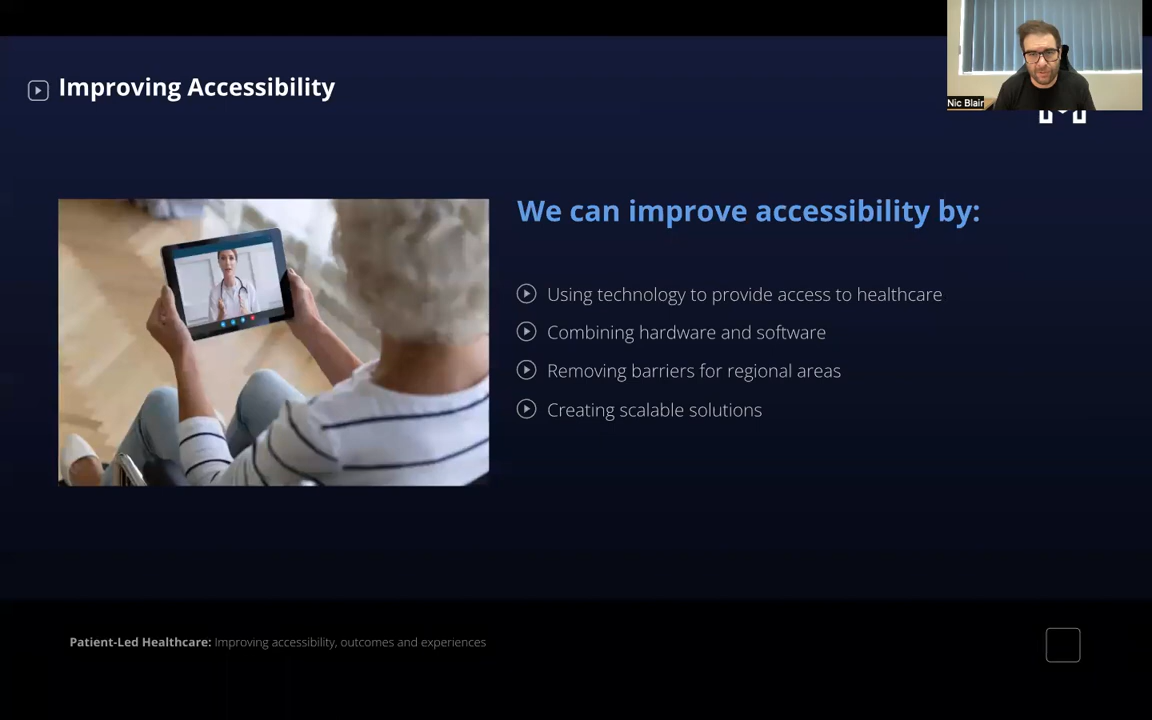 Improving Accessibility
Nic Blair
We can improve accessibility by:
Using technology to provide access to healthcare
Combining hardware and software
Removing barriers for regional areas
Creating scalable solutions
Patient-Led Healthcare: Improving accessibility, outcomes and experiences